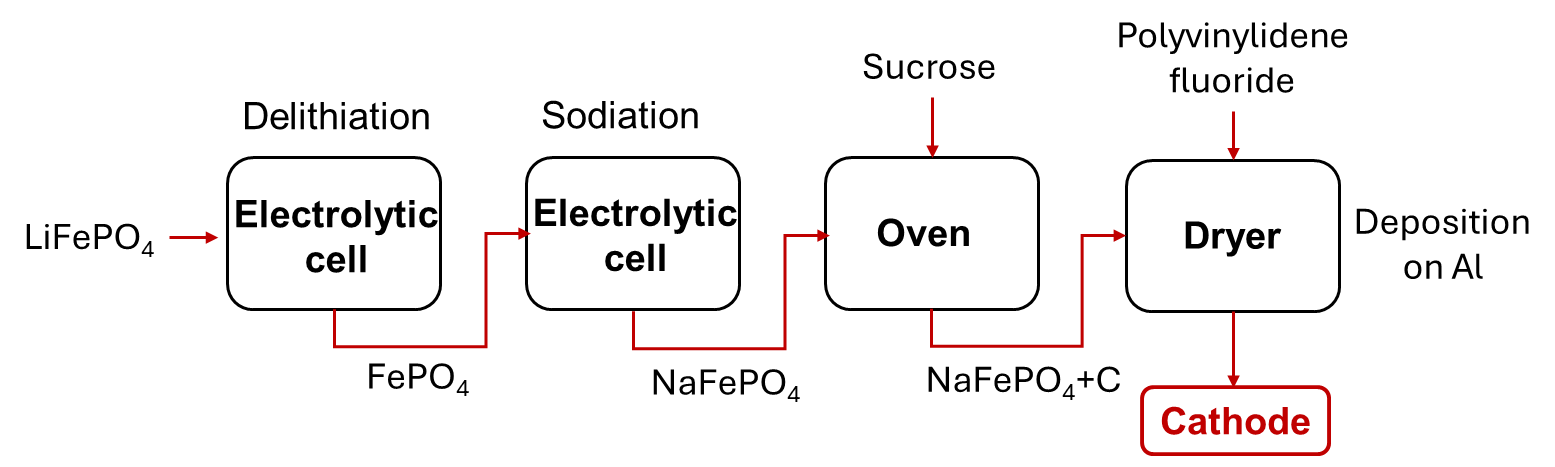 Delithiation
Sodiation
Sucrose
Polyvinylidene
fluoride
LiFePO₄
Electrolytic
cell
Electrolytic
cell
Oven
Dryer
Deposition
on Al
FePO₄
NaFePO₄
NaFePO₄+C
Cathode